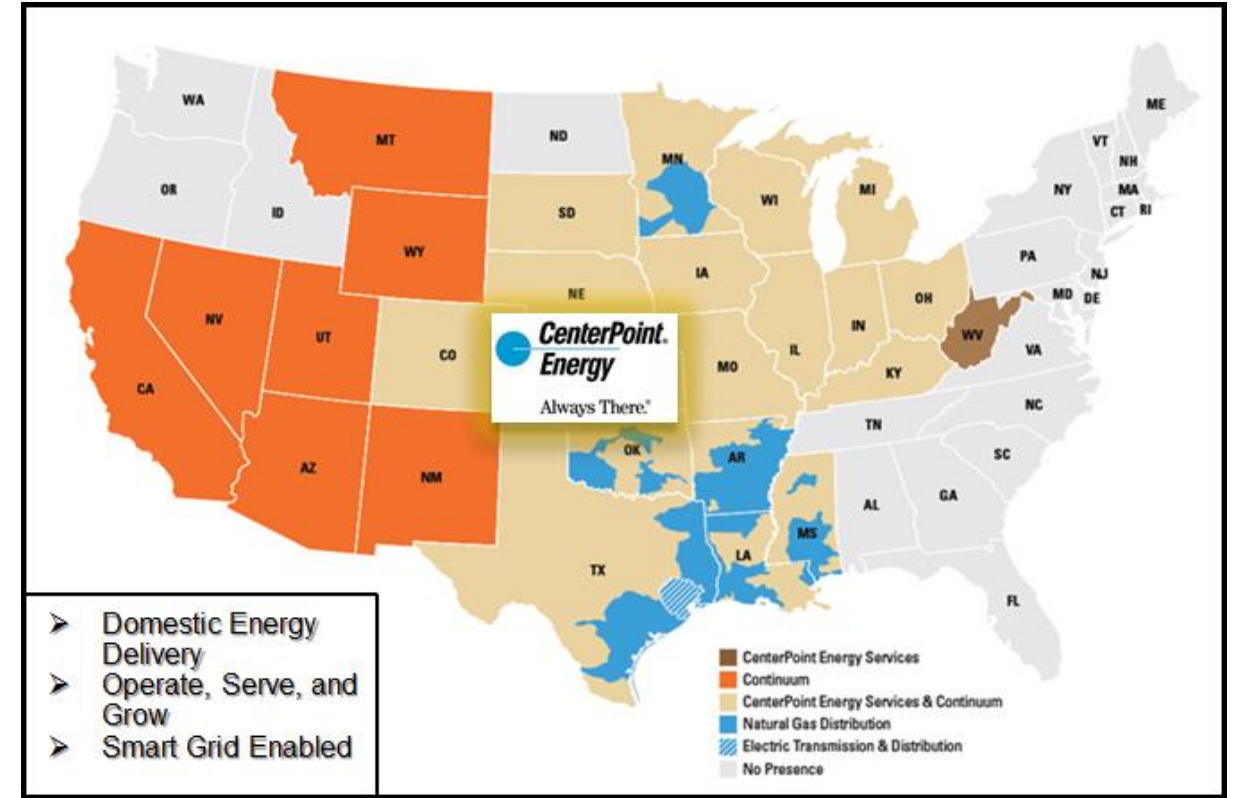 WA
MT
ND
MN
ME
VT
NH
OR
ID
SD
WI
MI
NY
MA
CT
RI
WY
IA
PA
NE
OH
NJ
MD
DE
NV
UT
CO
CenterPoint.
Energy
Always There.®
MO
IL
IN
WV
VA
CA
KY
AZ
NM
OK
AR
TN
NC
SC
MS
AL
GA
TX
LA
FL
➢ Domestic Energy
Delivery
➢ Operate, Serve, and
Grow
➢ Smart Grid Enabled
CenterPoint Energy Services
Continuum
CenterPoint Energy Services & Continuum
Natural Gas Distribution
Electric Transmission & Distribution
No Presence